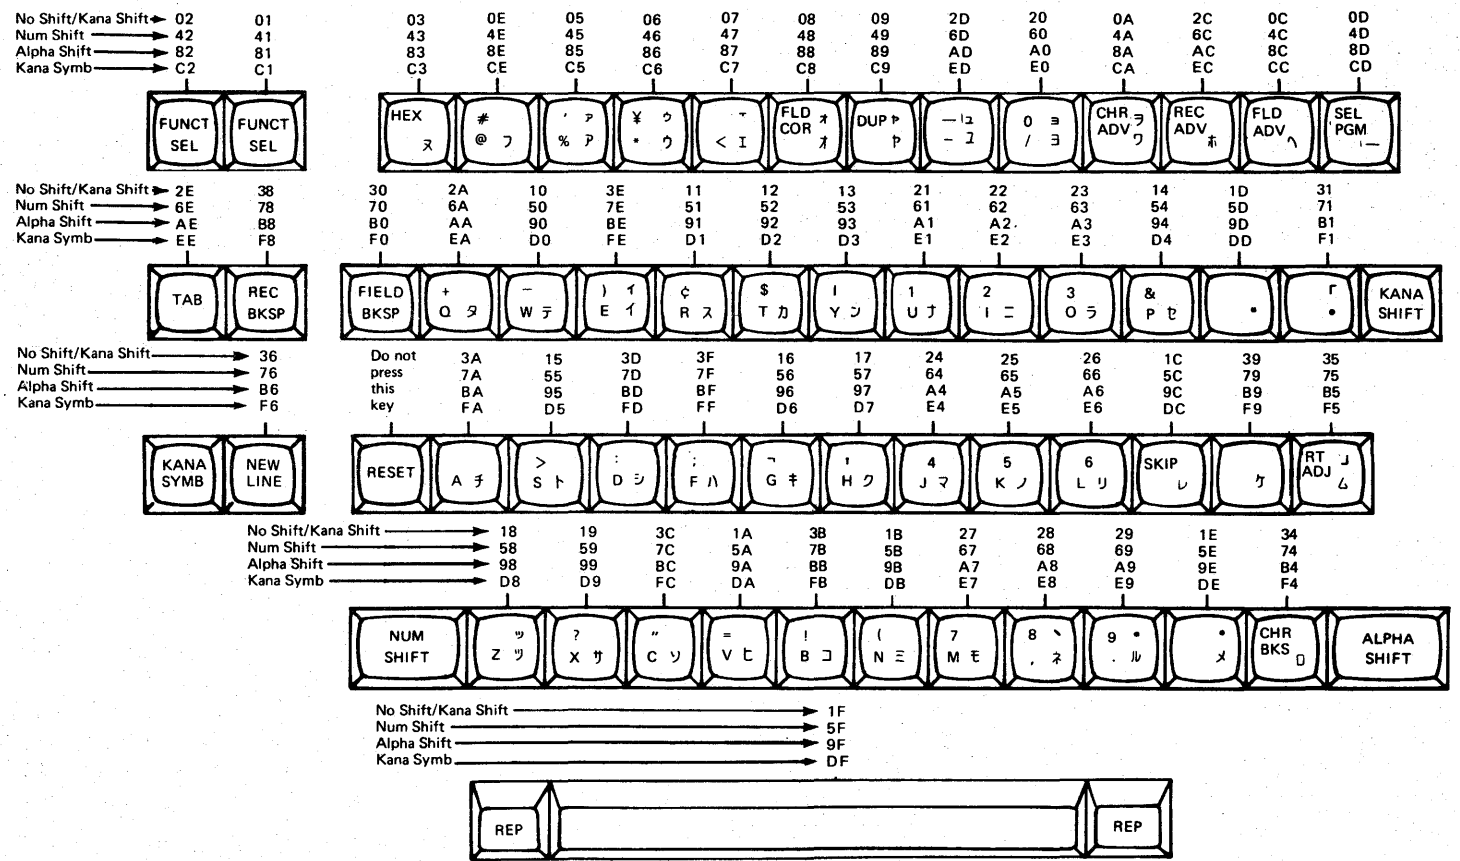 No Shift/Kana Shift 02 01 03 0E 05 06 07 08 09 2D 20 0A 2C 0C 0D
Num Shift 42 41 43 4E 45 46 47 48 49 6D 60 4A 6C 4C 4D
Alpha Shift 82 81 83 8E 85 86 87 88 89 AD A0 8A AC 8C 8D
Kana Symb C2 C1 C3 CE C5 C6 C7 C8 C9 ED E0 CA EC CC CD
FUNCT FUNCT HEX # ' ァ ¥ ゥ FLD ォ DUP ャ — ュ 0 ョ CHR ヲ REC FLD SEL
SEL SEL ヌ @ フ % ア * ウ < エ COR オ ヤ - ユ / ヨ ADV ワ ADV ホ ADV ヘ PGM ー
No Shift/Kana Shift 2E 38 30 2A 10 3E 11 12 13 21 22 23 14 1D 31
Num Shift 6E 78 70 6A 50 7E 51 52 53 61 62 63 54 5D 71
Alpha Shift AE B8 B0 AA 90 BE 91 92 93 A1 A2 A3 94 9D B1
Kana Symb EE F8 F0 EA D0 FE D1 D2 D3 E1 E2 E3 D4 DD F1
TAB REC FIELD + — ) ィ ¢ $ | 1 2 3 & 「 KANA
BKSP BKSP Q タ W テ E イ R ス T カ Y ン U ナ I ニ O ラ P セ SHIFT
No Shift/Kana Shift 36 Do not 3A 15 3D 3F 16 17 24 25 26 1C 39 35
Num Shift 76 press 7A 55 7D 7F 56 57 64 65 66 5C 79 75
Alpha Shift B6 this BA 95 BD BF 96 97 A4 A5 A6 9C B9 B5
Kana Symb F6 key FA D5 FD FF D6 D7 E4 E5 E6 DC F9 F5
KANA NEW RESET > : ; ¬ ' 4 5 6 SKIP RT 」
SYMB LINE A チ S ト D シ F ハ G キ H ク J マ K ノ L リ レ ケ ADJ ム
No Shift/Kana Shift 18 19 3C 1A 3B 1B 27 28 29 1E 34
Num Shift 58 59 7C 5A 7B 5B 67 68 69 5E 74
Alpha Shift 98 99 BC 9A BB 9B A7 A8 A9 9E B4
Kana Symb D8 D9 FC DA FB DB E7 E8 E9 DE F4
NUM ッ ? " = ! ( 7 8 、 9 CHR ALPHA
SHIFT Z ツ X サ C ソ V ヒ B コ N ミ M モ , ネ . ル メ BKS ロ SHIFT
No Shift/Kana Shift 1F
Num Shift 5F
Alpha Shift 9F
Kana Symb DF
REP REP